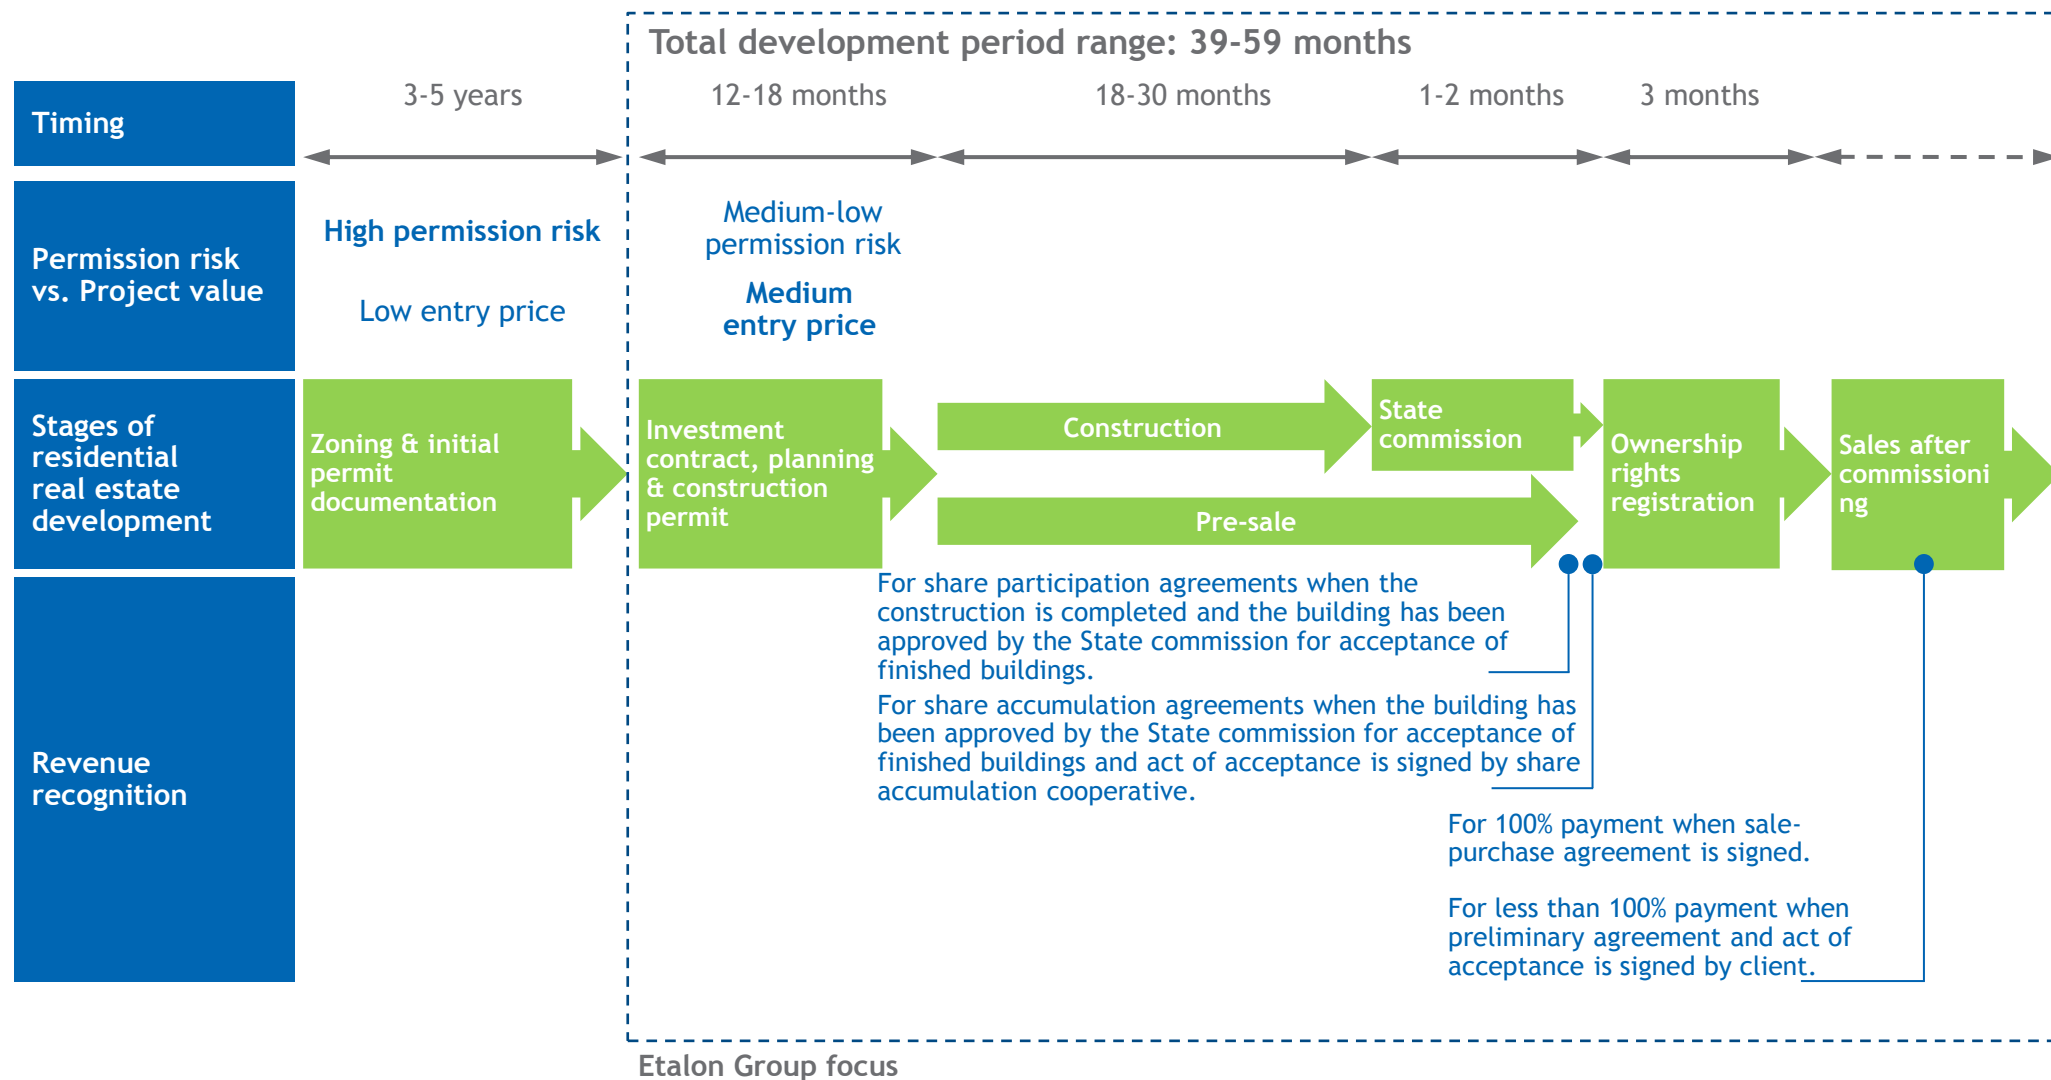 Total development period range: 39-59 months
Timing
3-5 years
12-18 months
18-30 months
1-2 months
3 months
Permission risk
vs. Project value
High permission risk
Low entry price
Medium-low
permission risk
Medium
entry price
Stages of
residential
real estate
development
Zoning & initial
permit
documentation
Investment
contract, planning
& construction
permit
Construction
Pre-sale
State
commission
Ownership
rights
registration
Sales after
commissioni
ng
Revenue
recognition
For share participation agreements when the
construction is completed and the building has been
approved by the State commission for acceptance of
finished buildings.
For share accumulation agreements when the building has
been approved by the State commission for acceptance of
finished buildings and act of acceptance is signed by share
accumulation cooperative.
For 100% payment when sale-
purchase agreement is signed.
For less than 100% payment when
preliminary agreement and act of
acceptance is signed by client.
Etalon Group focus